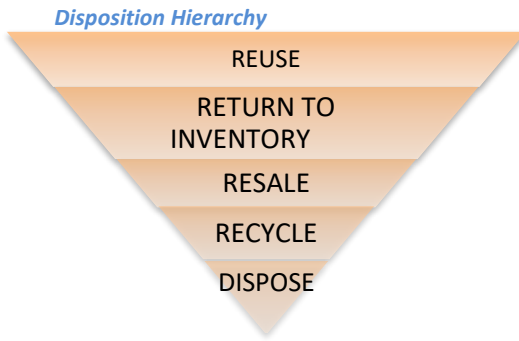 Disposition Hierarchy
REUSE
RETURN TO
INVENTORY
RESALE
RECYCLE
DISPOSE